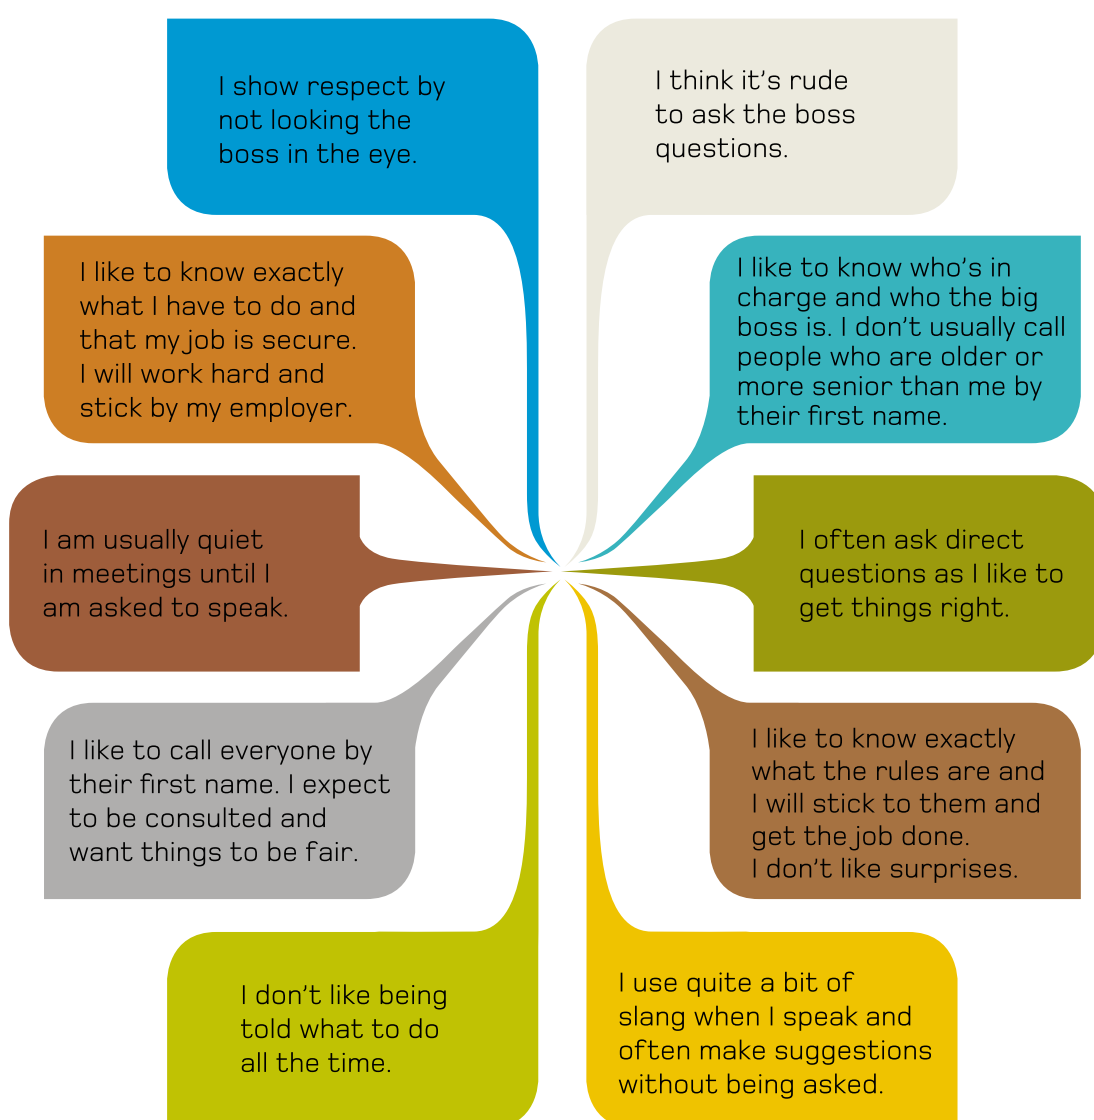 I show respect by
not looking the
boss in the eye.
I think it's rude
to ask the boss
questions.
I like to know exactly
what I have to do and
that my job is secure.
I will work hard and
stick by my employer.
I like to know who's in
charge and who the big
boss is. I don't usually call
people who are older or
more senior than me by
their first name.
I am usually quiet
in meetings until I
am asked to speak.
I often ask direct
questions as I like to
get things right.
I like to call everyone by
their first name. I expect
to be consulted and
want things to be fair.
I like to know exactly
what the rules are and
I will stick to them and
get the job done.
I don't like surprises.
I don't like being
told what to do
all the time.
I use quite a bit of
slang when I speak and
often make suggestions
without being asked.